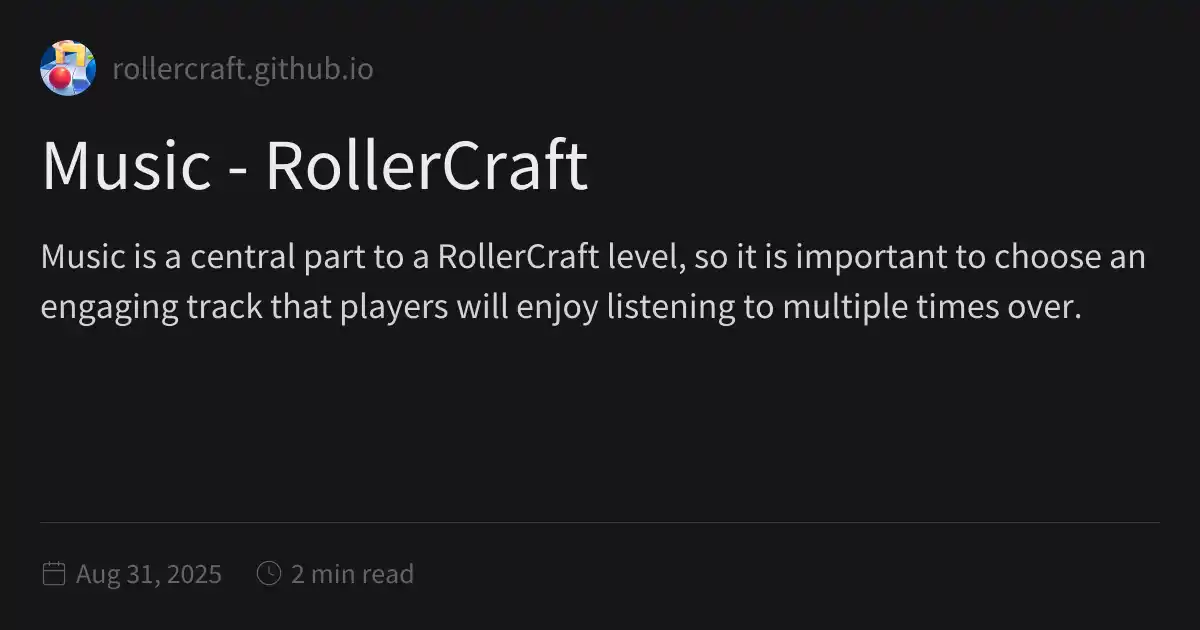 rollercraft.github.io
Music - RollerCraft
Music is a central part to a RollerCraft level, so it is important to choose an
engaging track that players will enjoy listening to multiple times over.
Aug 31, 2025 2 min read